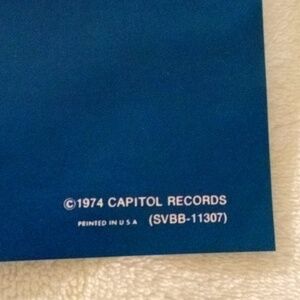 ©1974 CAPITOL RECORDS
PRINTED IN U S A (SVBB-11307)